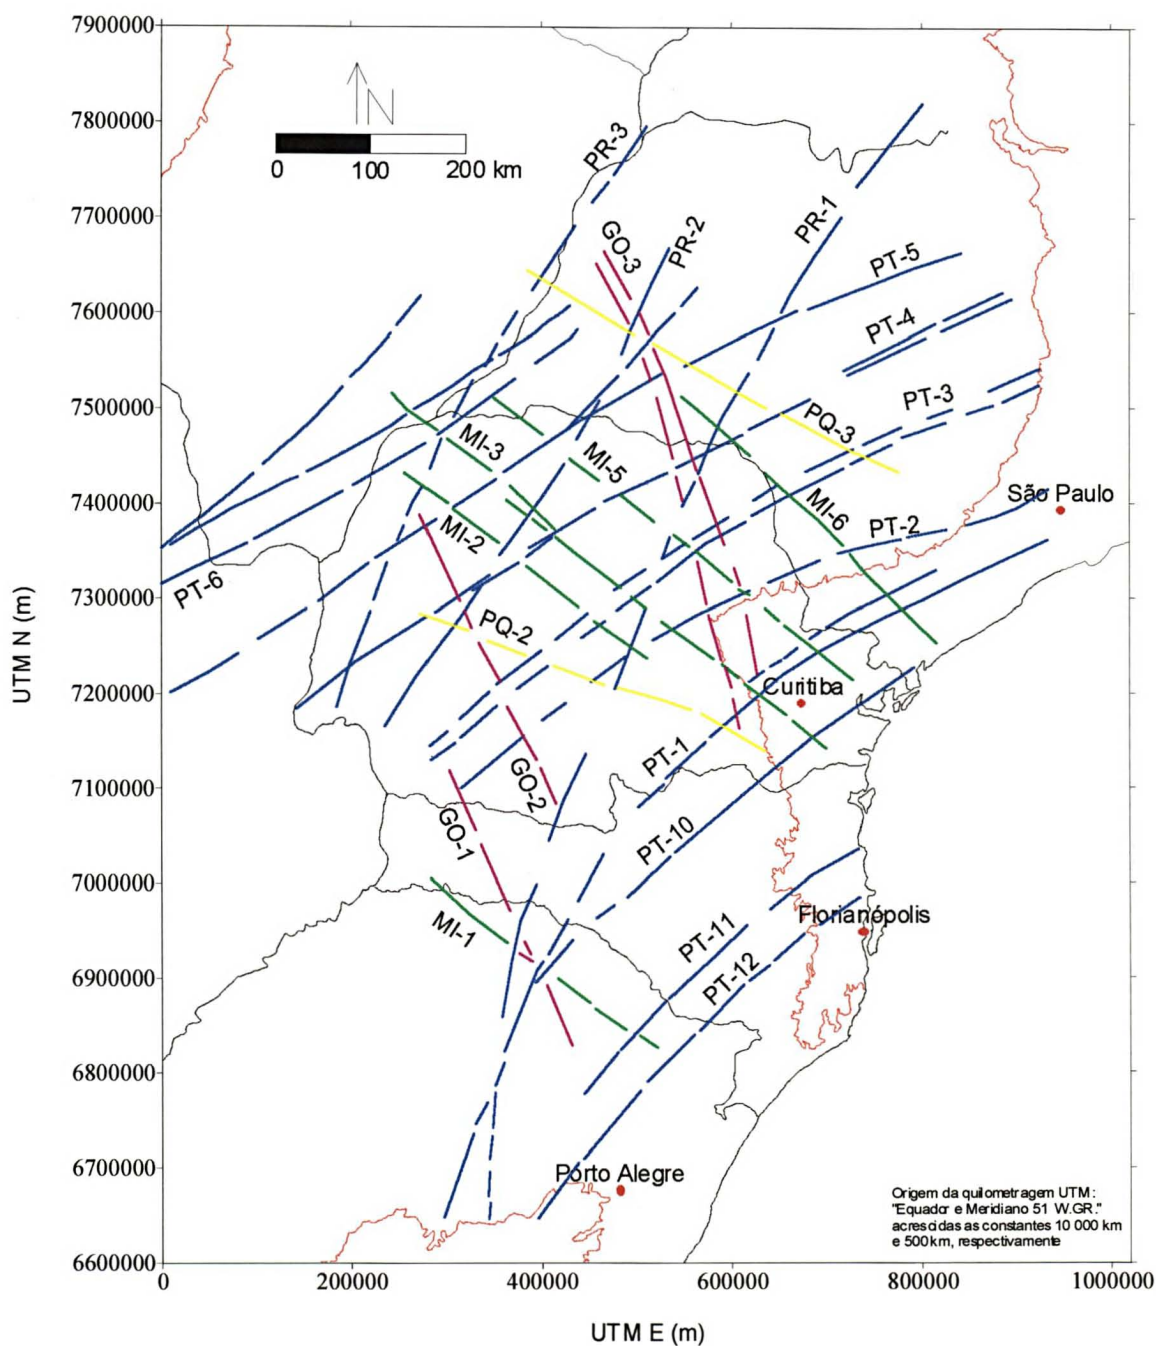 7900000
7800000
7700000
7600000
7500000
7400000
7300000
7200000
7100000
7000000
6900000
6800000
6700000
6600000
UTM N (m)
N
0 100 200 km
PR-3
PR-1
GO-3
PR-2
PT-5
PT-4
PT-3
PQ-3
MI-3
MI-5
São Paulo
MI-6
MI-2
PT-2
PT-6
PQ-2
Curitiba
PT-1
GO-2
GO-1
PT-10
Florianópolis
MI-1
PT-11
PT-12
Porto Alegre
Origem da quilometragem UTM:
"Equador e Meridiano 51 W.GR."
acrescidas as constantes 10 000 km
e 500km, respectivamente
0 200000 400000 600000 800000 1000000
UTM E (m)